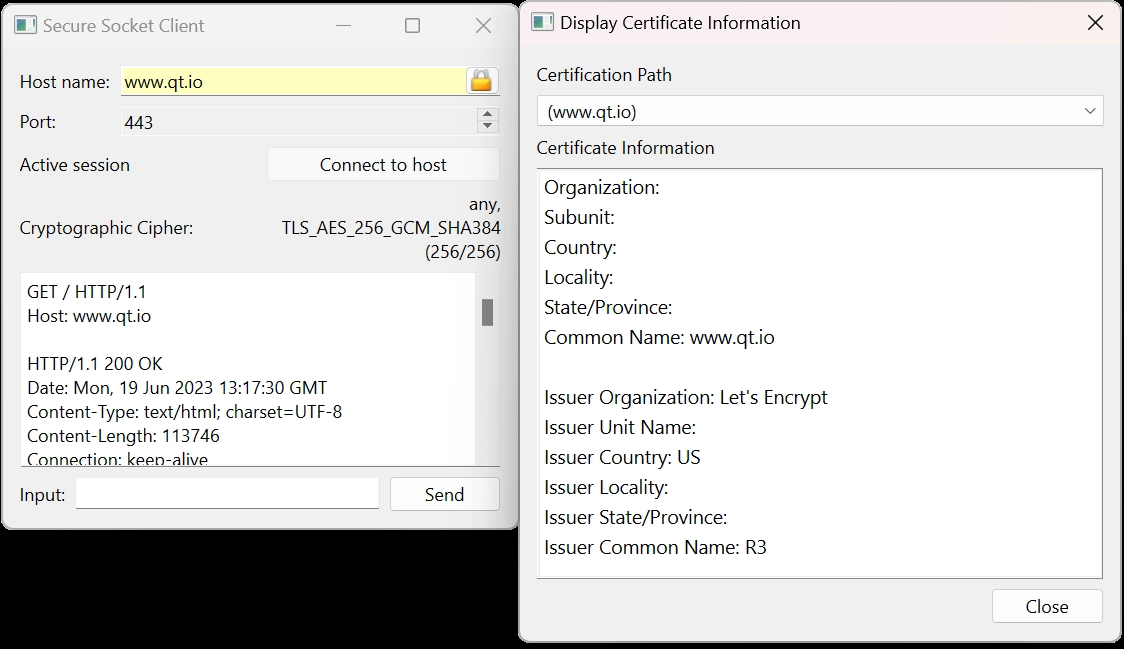 Secure Socket Client
Host name: www.qt.io
Port: 443
Active session Connect to host
any,
Cryptographic Cipher: TLS_AES_256_GCM_SHA384
(256/256)
GET / HTTP/1.1
Host: www.qt.io
HTTP/1.1 200 OK
Date: Mon, 19 Jun 2023 13:17:30 GMT
Content-Type: text/html; charset=UTF-8
Content-Length: 113746
Connection: keep-alive
Input: Send
Display Certificate Information
Certification Path
(www.qt.io)
Certificate Information
Organization:
Subunit:
Country:
Locality:
State/Province:
Common Name: www.qt.io
Issuer Organization: Let's Encrypt
Issuer Unit Name:
Issuer Country: US
Issuer Locality:
Issuer State/Province:
Issuer Common Name: R3
Close